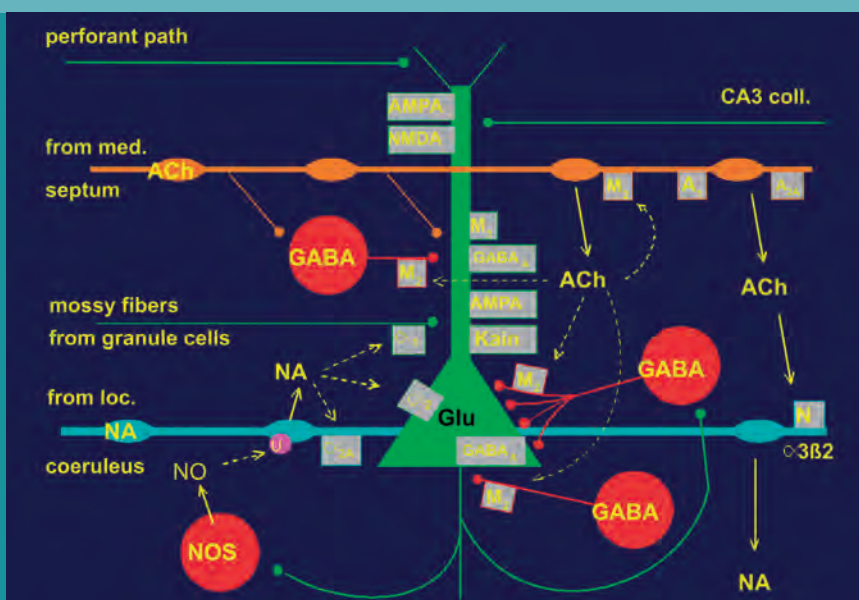 perforant path
AMPA
NMDA
CA3 coll.
from med.
ACh
septum
GABA
mossy fibers
from granule cells
GABA
AMPA
Kain
ACh
ACh
NA
from loc.
NA
coeruleus
Glu
GABA
N
∝3ß2
U
NO
GABA
NOS
GABA
NA